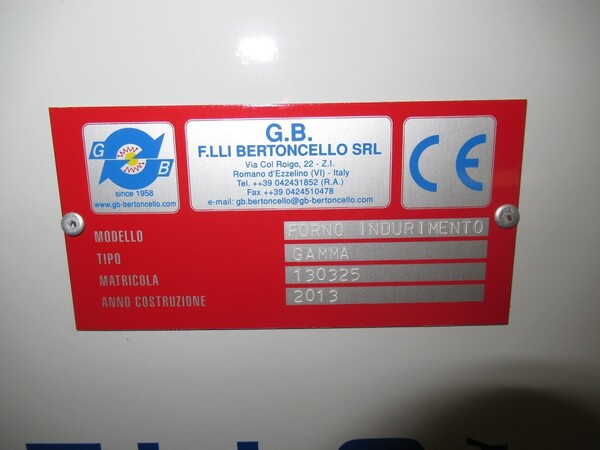 G B
since 1958
www.gb-bertoncello.com
G.B.
F.LLI BERTONCELLO SRL
Via Col Roigo, 22 - Z.I.
Romano d'Ezzelino (VI) - Italy
Tel. ++39 042431852 (R.A.)
Fax ++39 0424510478
e-mail: gb.bertoncello@gb-bertoncello.com
CE
MODELLO FORNO INDURIMENTO
TIPO GAMMA
MATRICOLA 130325
ANNO COSTRUZIONE 2013